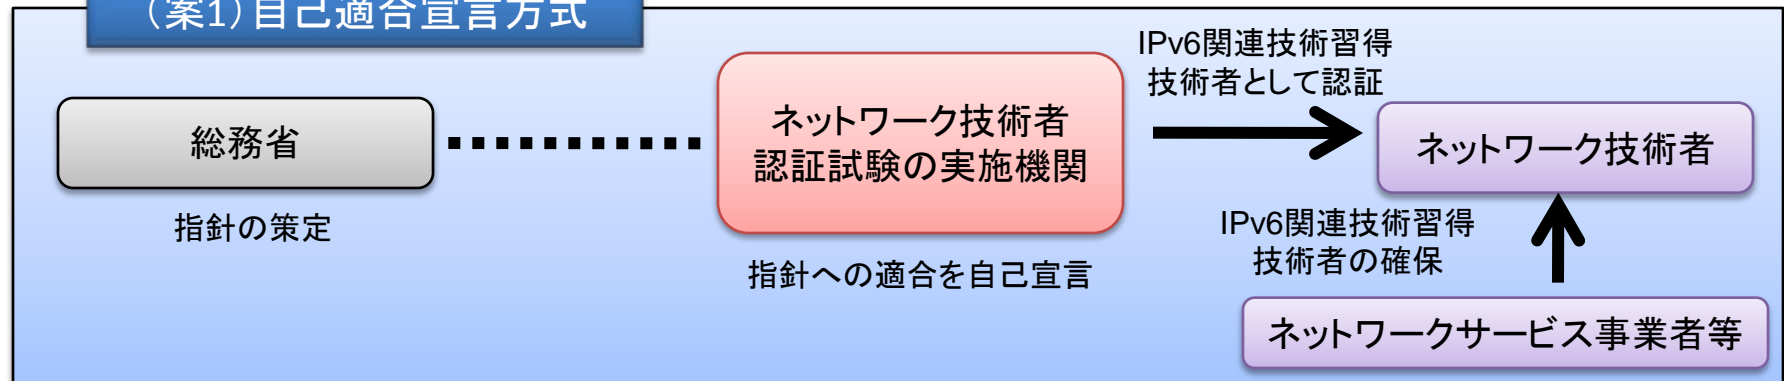 （案1）自己適合宣言方式
総務省
指針の策定
ネットワーク技術者
認証試験の実施機関
指針への適合を自己宣言
IPv6関連技術習得
技術者として認証
ネットワーク技術者
IPv6関連技術習得
技術者の確保
ネットワークサービス事業者等